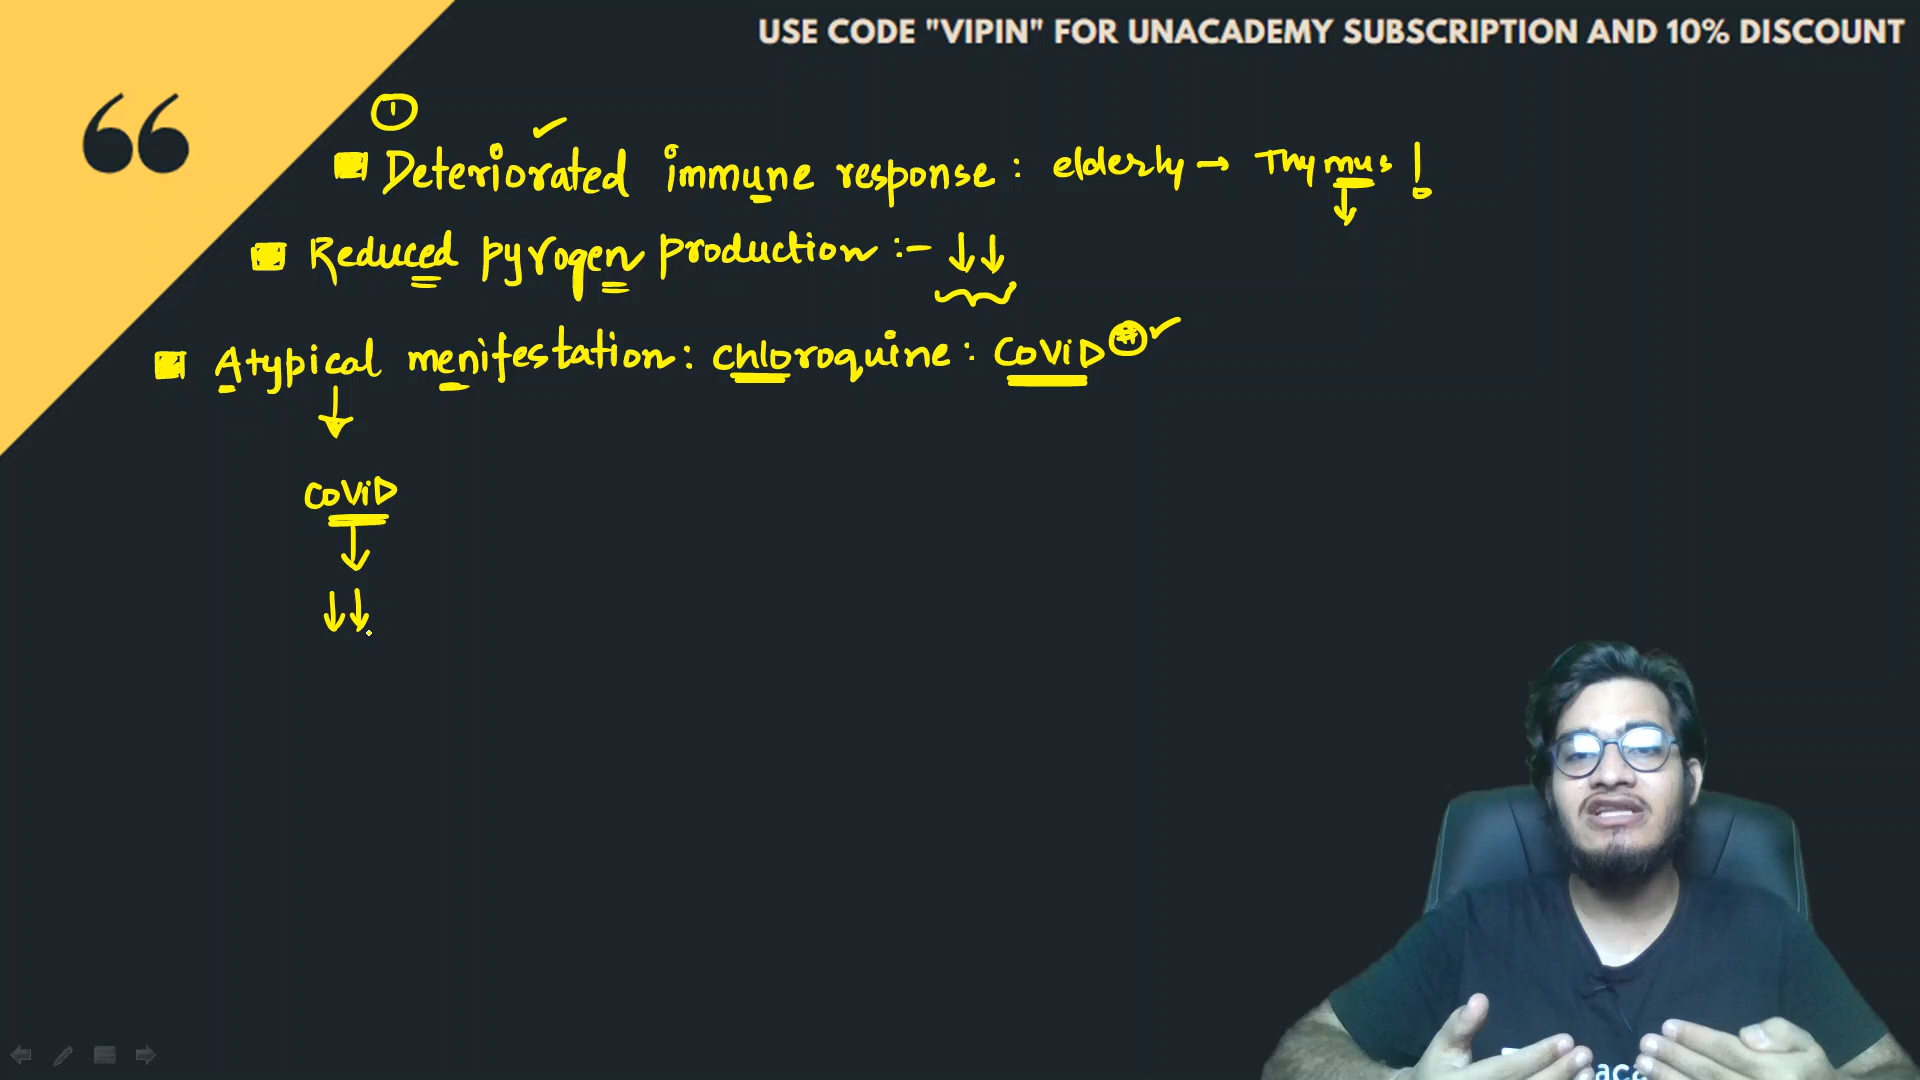 USE CODE "VIPIN" FOR UNACADEMY SUBSCRIPTION AND 10% DISCOUNT
1
Deteriorated immune response : elderly → Thymus !
Reduced pyrogen production :- ↓↓
Atypical menifestation : chloroquine : CoViD
CoViD
↓↓